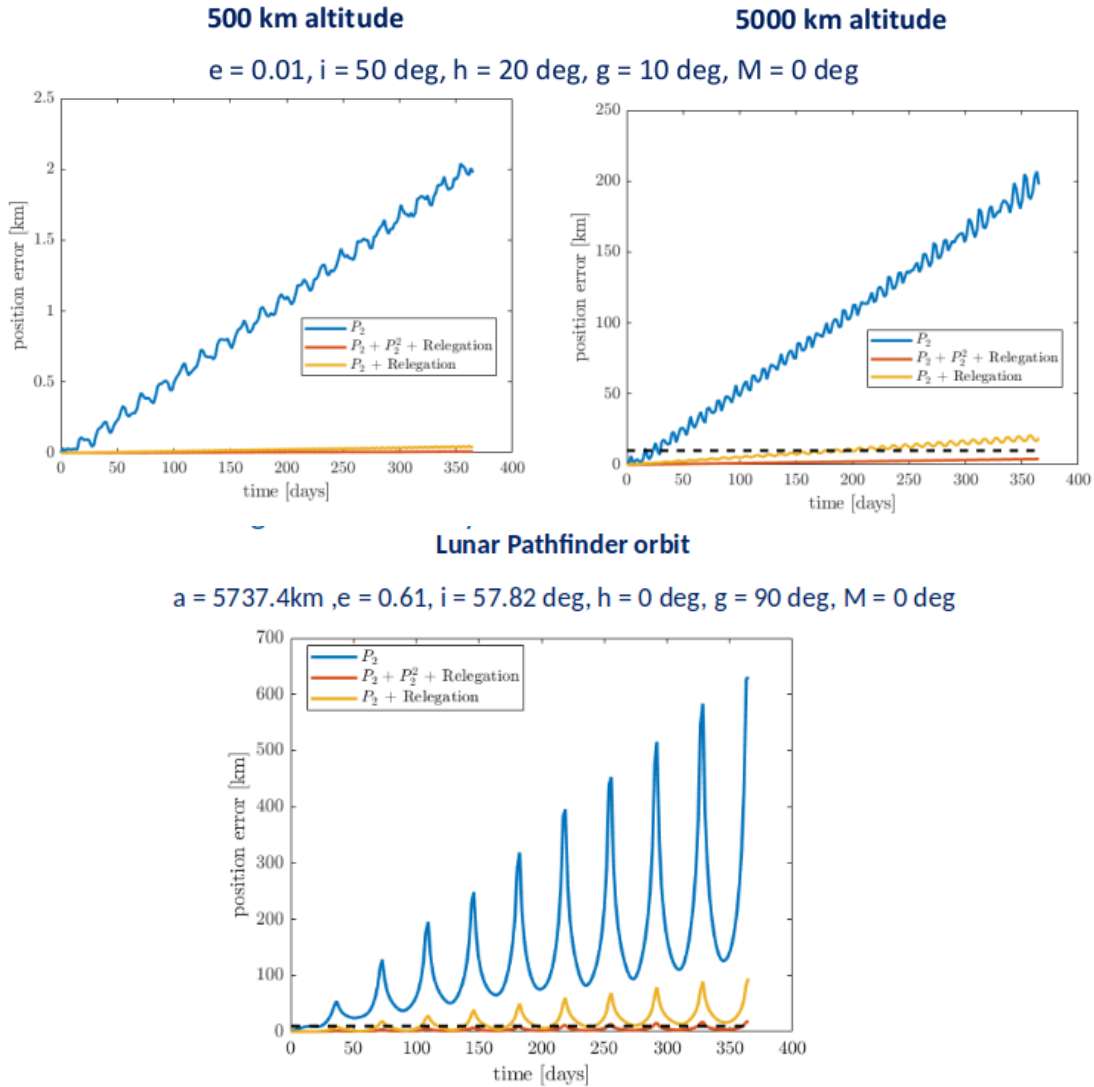 500 km altitude
5000 km altitude
e = 0.01, i = 50 deg, h = 20 deg, g = 10 deg, M = 0 deg
2.5
2
1.5
1
0.5
0
position error [km]
P₂
P₂ + P₂² + Relegation
P₂ + Relegation
0 50 100 150 200 250 300 350 400
time [days]
250
200
150
100
50
0
position error [km]
P₂
P₂ + P₂² + Relegation
P₂ + Relegation
0 50 100 150 200 250 300 350 400
time [days]
Lunar Pathfinder orbit
a = 5737.4km ,e = 0.61, i = 57.82 deg, h = 0 deg, g = 90 deg, M = 0 deg
700
600
500
400
300
200
100
0
position error [km]
P₂
P₂ + P₂² + Relegation
P₂ + Relegation
0 50 100 150 200 250 300 350 400
time [days]